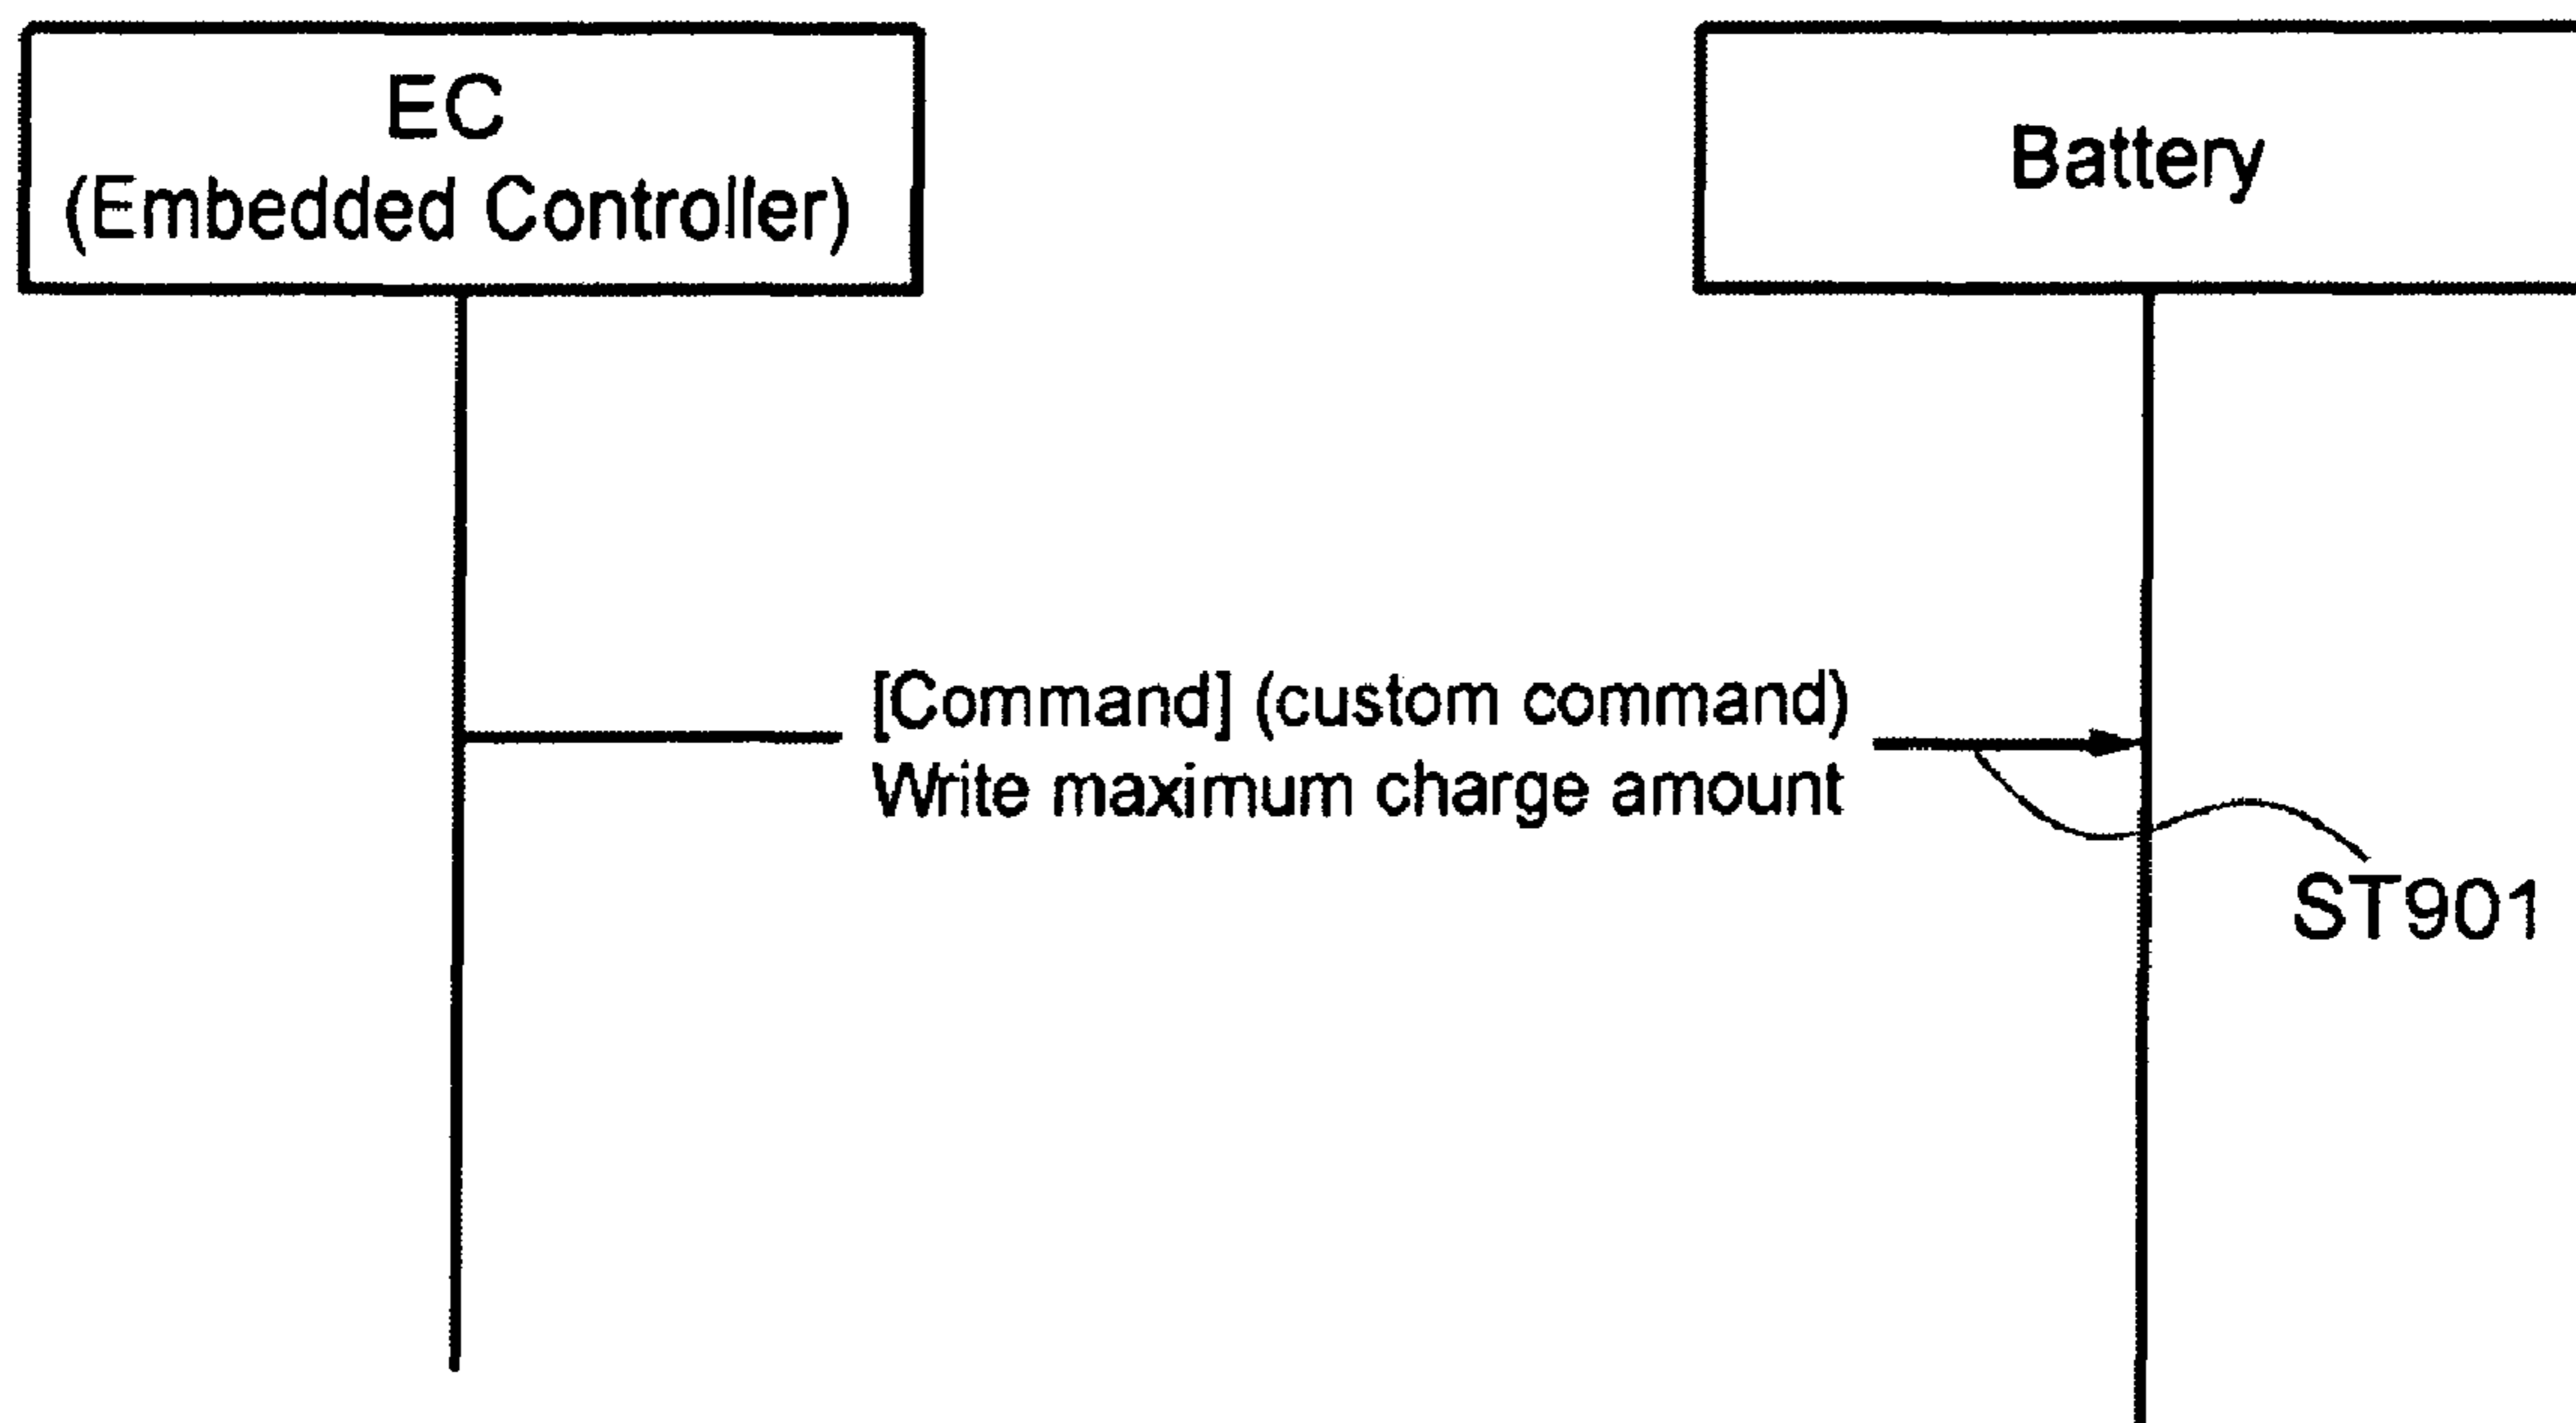 EC
(Embedded Controller)
Battery
[Command] (custom command)
Write maximum charge amount
ST901